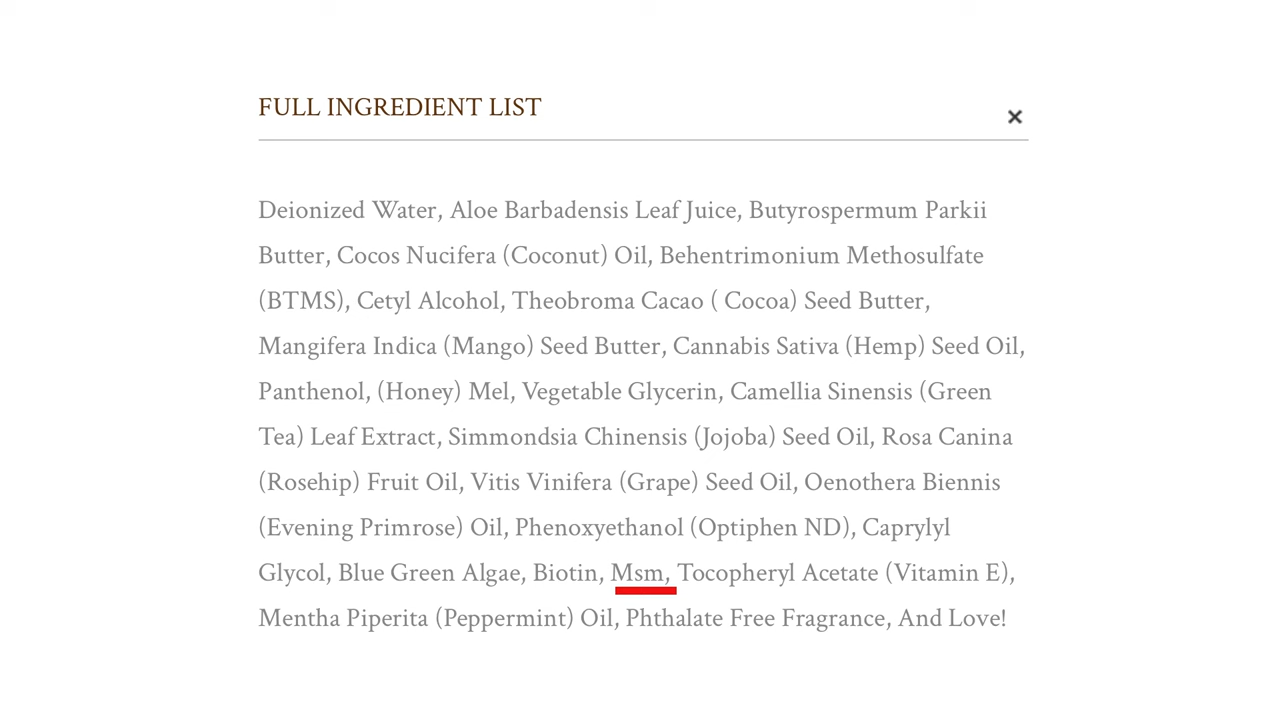 FULL INGREDIENT LIST
Deionized Water, Aloe Barbadensis Leaf Juice, Butyrospermum Parkii
Butter, Cocos Nucifera (Coconut) Oil, Behentrimonium Methosulfate
(BTMS), Cetyl Alcohol, Theobroma Cacao ( Cocoa) Seed Butter,
Mangifera Indica (Mango) Seed Butter, Cannabis Sativa (Hemp) Seed Oil,
Panthenol, (Honey) Mel, Vegetable Glycerin, Camellia Sinensis (Green
Tea) Leaf Extract, Simmondsia Chinensis (Jojoba) Seed Oil, Rosa Canina
(Rosehip) Fruit Oil, Vitis Vinifera (Grape) Seed Oil, Oenothera Biennis
(Evening Primrose) Oil, Phenoxyethanol (Optiphen ND), Caprylyl
Glycol, Blue Green Algae, Biotin, Msm, Tocopheryl Acetate (Vitamin E),
Mentha Piperita (Peppermint) Oil, Phthalate Free Fragrance, And Love!